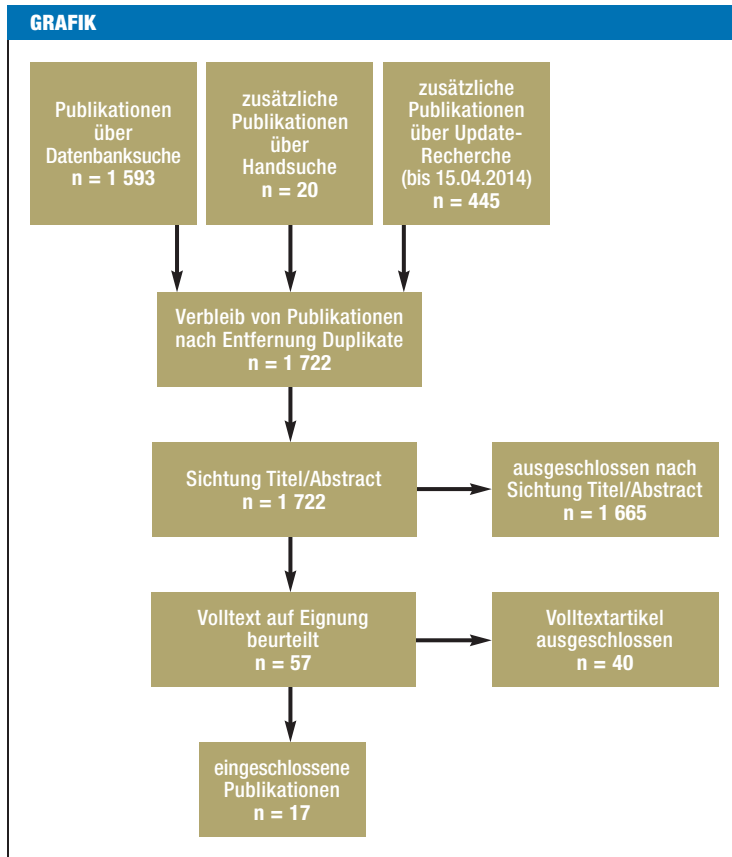 GRAFIK
Publikationen
über
Datenbanksuche
n = 1 593
zusätzliche
Publikationen
über
Handsuche
n = 20
zusätzliche
Publikationen
über Update-
Recherche
(bis 15.04.2014)
n = 445
Verbleib von Publikationen
nach Entfernung Duplikate
n = 1 722
Sichtung Titel/Abstract
n = 1 722
ausgeschlossen nach
Sichtung Titel/Abstract
n = 1 665
Volltext auf Eignung
beurteilt
n = 57
Volltextartikel
ausgeschlossen
n = 40
eingeschlossene
Publikationen
n = 17